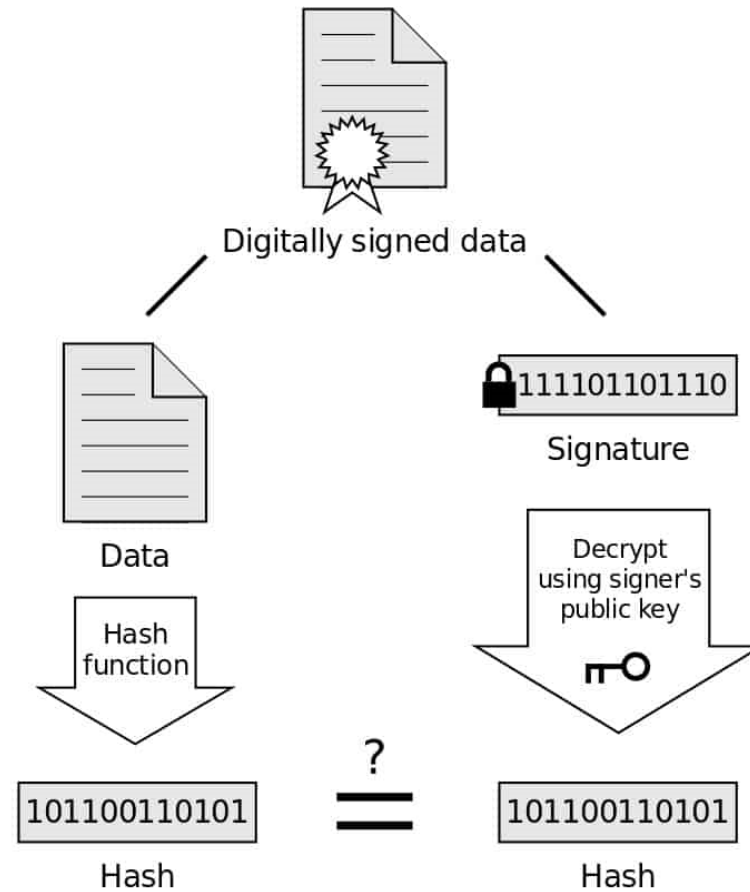 Digitally signed data
111101101110
Signature
Data
Decrypt
using signer's
public key
Hash
function
?
=
101100110101
101100110101
Hash
Hash